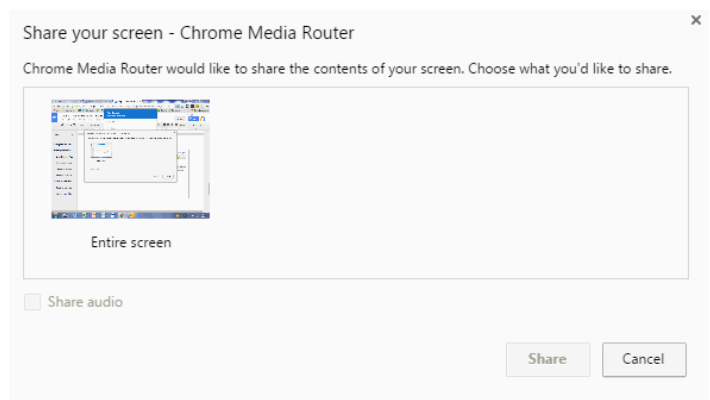 Share your screen - Chrome Media Router
Chrome Media Router would like to share the contents of your screen. Choose what you'd like to share.
Entire screen
Share audio
Share
Cancel